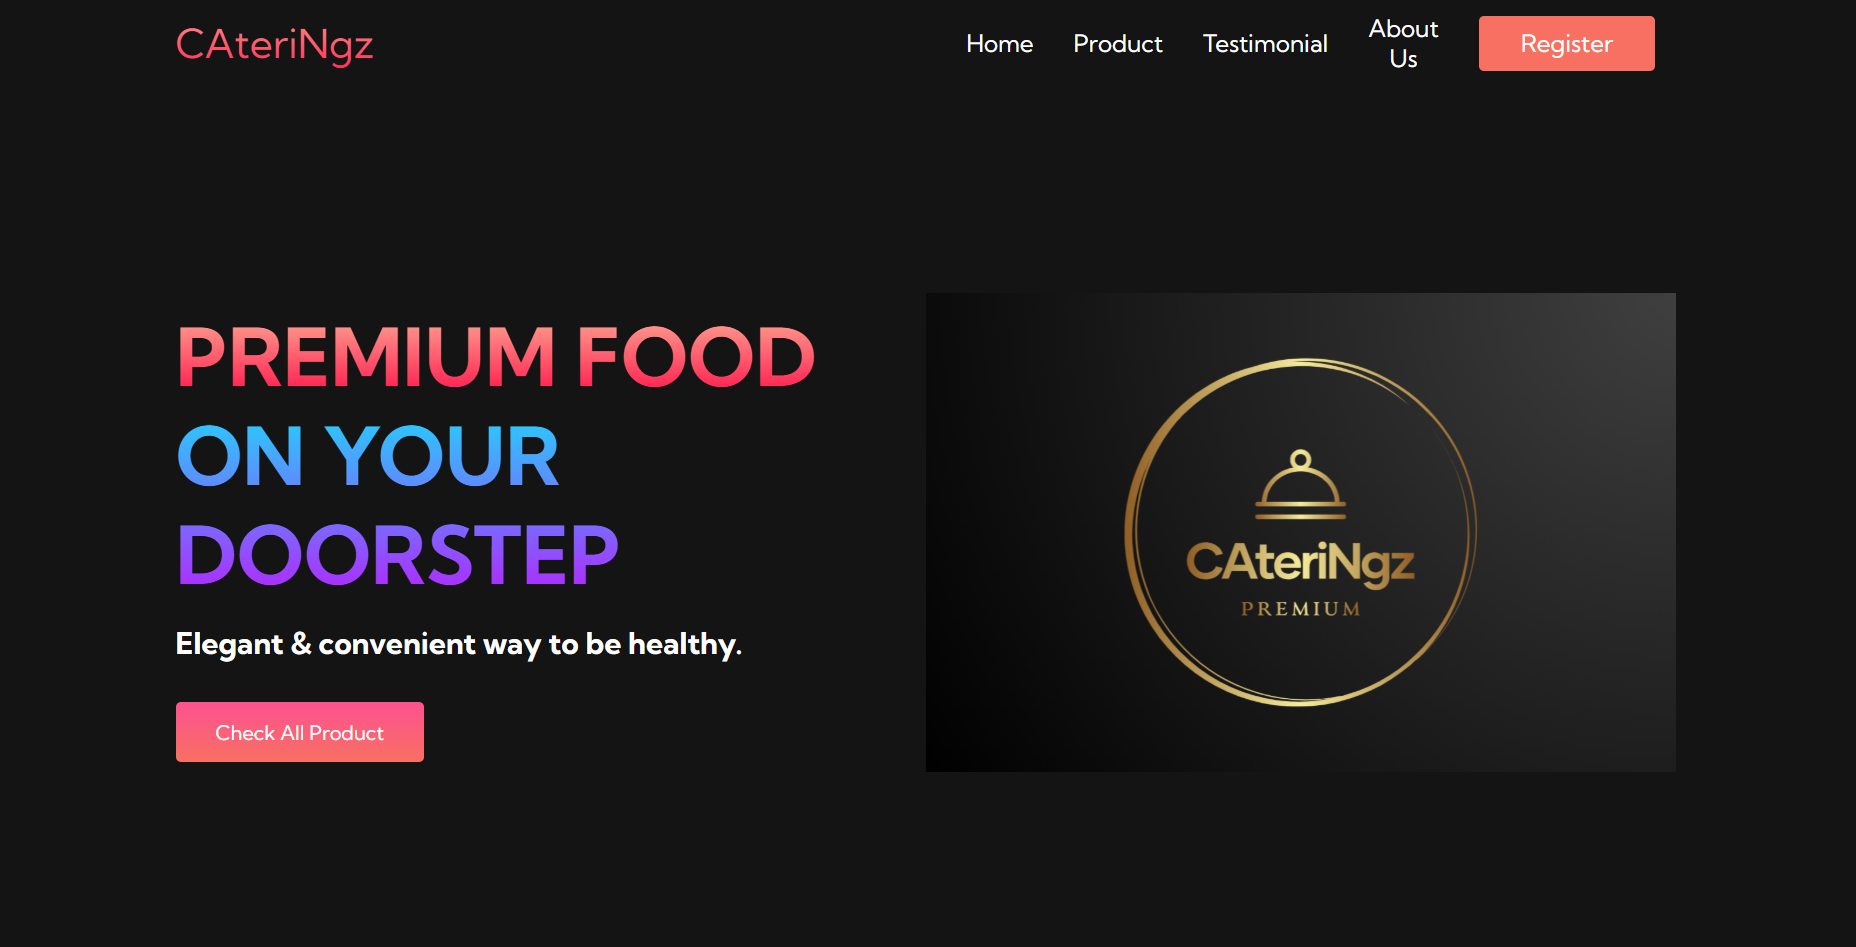 CAteriNgz
Home
Product
Testimonial
About
Us
Register
PREMIUM FOOD
ON YOUR
DOORSTEP
Elegant & convenient way to be healthy.
Check All Product
CAteriNgz
PREMIUM